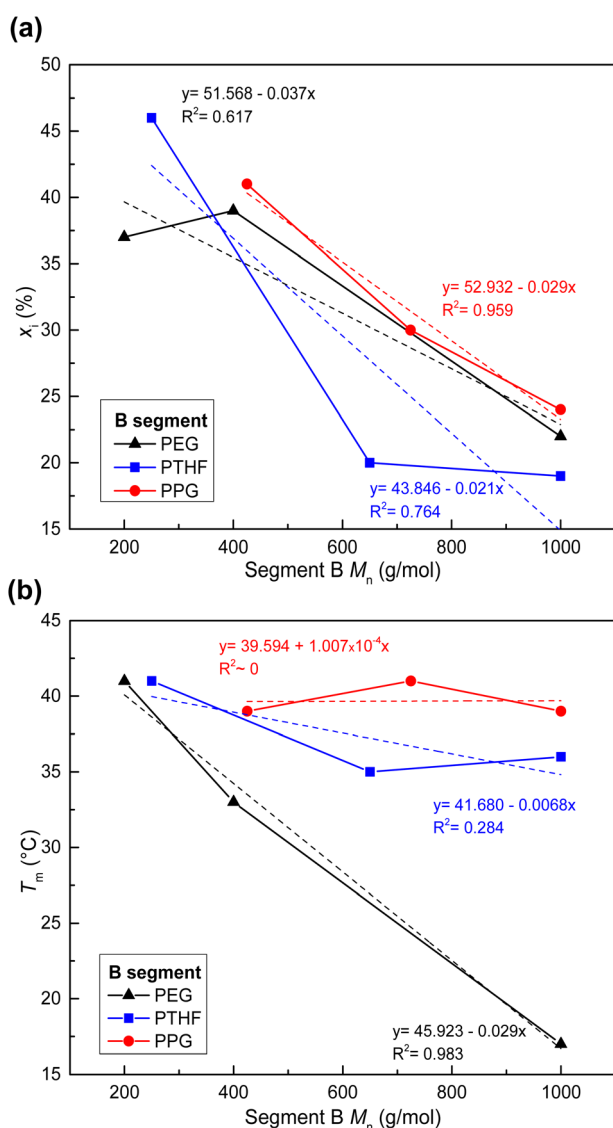 (a)
50
45
40
35
30
25
20
15
x_i (%)
y= 51.568 - 0.037x
R²= 0.617
y= 52.932 - 0.029x
R²= 0.959
y= 43.846 - 0.021x
R²= 0.764
B segment
PEG
PTHF
PPG
200 400 600 800 1000
Segment B M_n (g/mol)
(b)
45
40
35
30
25
20
15
T_m (°C)
y= 39.594 + 1.007x10⁻⁴x
R²~ 0
y= 41.680 - 0.0068x
R²= 0.284
y= 45.923 - 0.029x
R²= 0.983
B segment
PEG
PTHF
PPG
200 400 600 800 1000
Segment B M_n (g/mol)